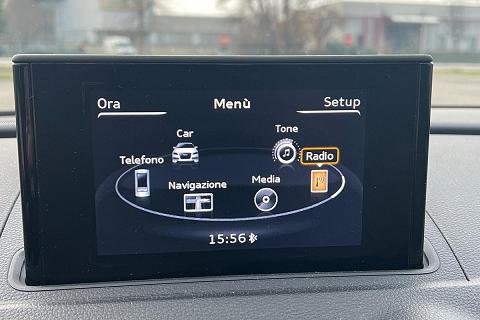 Ora
Menù
Setup
Car
Tone
Telefono
Radio
Navigazione
Media
15:56